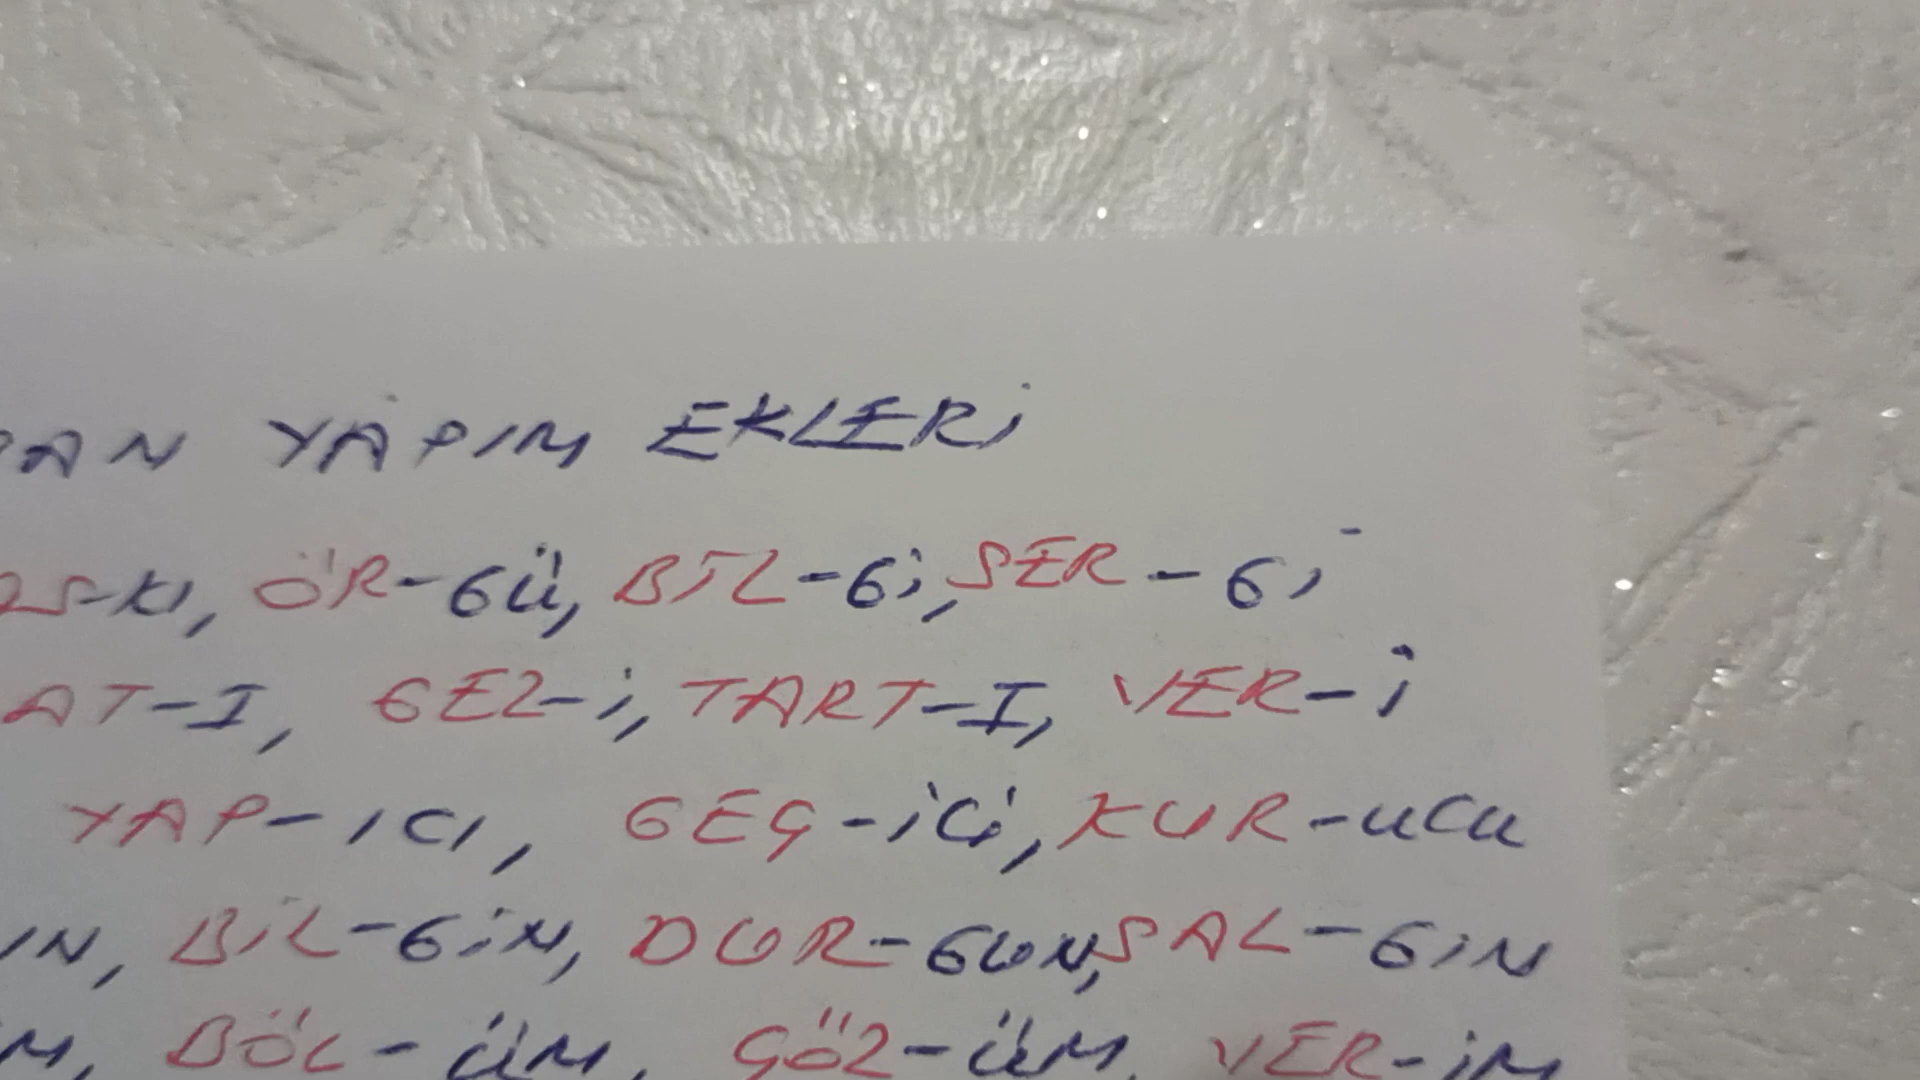 YAPIM EKLERİ
ÖR-GÜ, BİL-Gİ, SER-Gİ
AT-I, GEZ-İ, TART-I, VER-İ
YAP-ICI, GEÇ-İCİ, KUR-UCU
BİL-GİN, DUR-GUN, SAL-GIN
BÖL-ÜM, ÇÖZ-ÜM, VER-İM